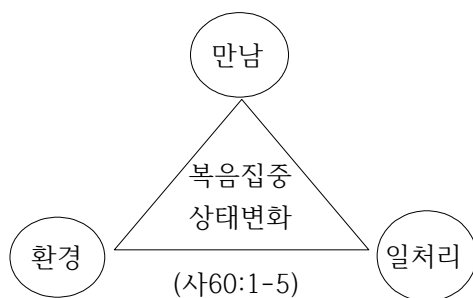 만남
복음집중
상태변화
환경
일처리
(사60:1-5)